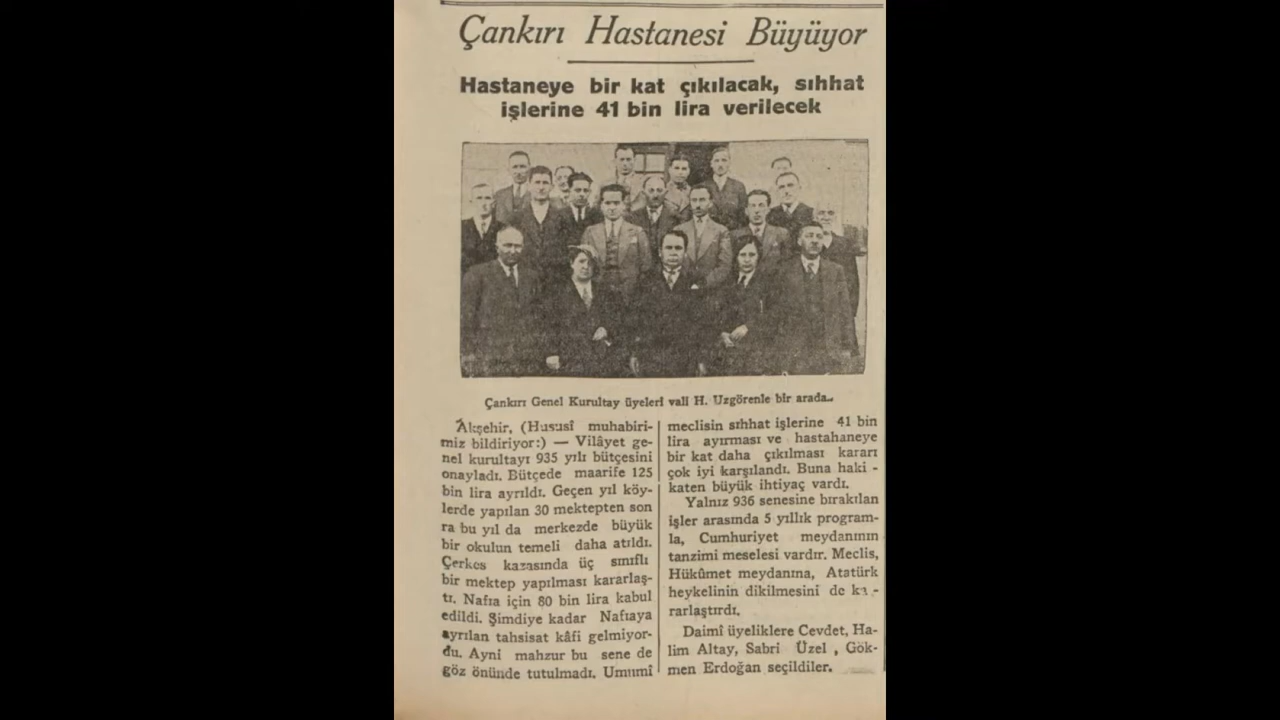 Çankırı Hastanesi Büyüyor
Hastaneye bir kat çıkılacak, sıhhat
işlerine 41 bin lira verilecek
Çankırı Genel Kurultay üyeleri vali H. Uzgörenle bir arada..
Akşehir, (Hususî muhabiri-
miz bildiriyor:) — Vilâyet ge-
nel kurultayı 935 yılı bütçesini
onayladı. Bütçede maarife 125
bin lira ayrıldı. Geçen yıl köy-
lerde yapılan 30 mektepten son
ra bu yıl da merkezde büyük
bir okulun temeli daha atıldı.
Çerkes kazasında üç sınıflı
bir mektep yapılması kararlaş-
tı. Nafıa için 80 bin lira kabul
edildi. Şimdiye kadar Nafıaya
ayrılan tahsisat kâfi gelmiyor-
du. Ayni mahzur bu sene de
göz önünde tutulmadı. Umumî
meclisin sıhhat işlerine 41 bin
lira ayırması ve hastahaneye
bir kat daha çıkılması kararı
çok iyi karşılandı. Buna haki -
katen büyük ihtiyaç vardı.
Yalnız 936 senesine bırakılan
işler arasında 5 yıllık program-
la, Cumhuriyet meydanının
tanzimi meselesi vardır. Meclis,
Hükûmet meydanına, Atatürk
heykelinin dikilmesini de ka -
rarlaştırdı.
Daimî üyeliklere Cevdet, Ha-
lim Altay, Sabri Üzel , Gök-
men Erdoğan seçildiler.